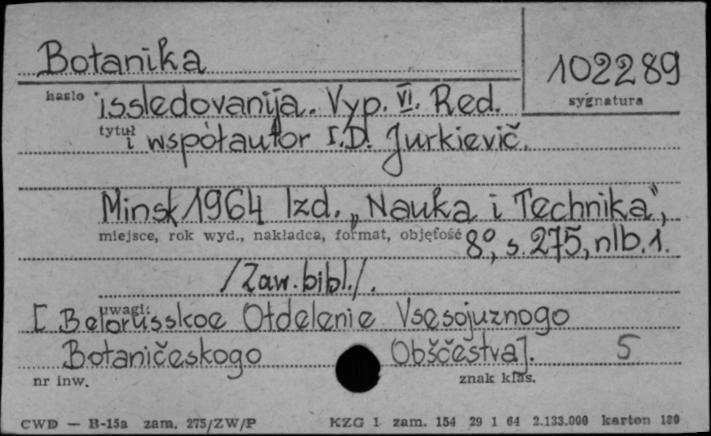 Botanika
102289
hasło
issledovanija. Vyp. VI. Red.
sygnatura
tytuł
i współautor I.D. Jurkievič.
Minsk 1964 Izd. „Nauka i Technika",
miejsce, rok wyd., nakładca, format, objętość
8°, s. 275, nlb. 1.
/Zaw. bibl./.
uwagi:
[Belorusskoe Otdelenie Vsesojuznogo
Botaničeskogo Obščestva].
5
nr inw.
znak klas.
CWD — B-15a zam. 275/ZW/P
KZG 1 zam. 154 29 1 64 2.133.000 karton 180